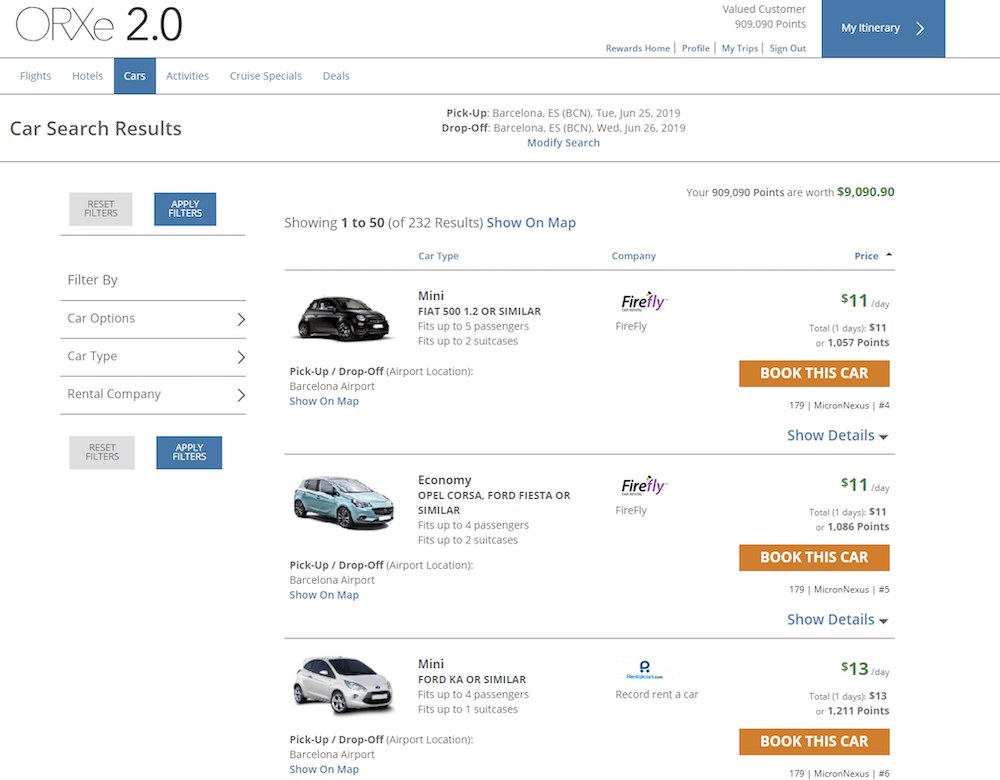 ORXe 2.0
Valued Customer
909,090 Points
Rewards Home | Profile | My Trips | Sign Out
My Itinerary
Flights Hotels Cars Activities Cruise Specials Deals
Car Search Results
Pick-Up: Barcelona, ES (BCN), Tue, Jun 25, 2019
Drop-Off: Barcelona, ES (BCN), Wed, Jun 26, 2019
Modify Search
RESET FILTERS
APPLY FILTERS
Filter By
Car Options
Car Type
Rental Company
RESET FILTERS
APPLY FILTERS
Your 909,090 Points are worth $9,090.90
Showing 1 to 50 (of 232 Results) Show On Map
Car Type Company Price
Mini
FIAT 500 1.2 OR SIMILAR
Fits up to 5 passengers
Fits up to 2 suitcases
Firefly
CAR RENTAL
FireFly
$11 /day
Total (1 days): $11
or 1,057 Points
Pick-Up / Drop-Off (Airport Location):
Barcelona Airport
Show On Map
BOOK THIS CAR
179 | MicronNexus | #4
Show Details
Economy
OPEL CORSA, FORD FIESTA OR
SIMILAR
Fits up to 4 passengers
Fits up to 2 suitcases
Firefly
CAR RENTAL
FireFly
$11 /day
Total (1 days): $11
or 1,086 Points
Pick-Up / Drop-Off (Airport Location):
Barcelona Airport
Show On Map
BOOK THIS CAR
179 | MicronNexus | #5
Show Details
Mini
FORD KA OR SIMILAR
Fits up to 4 passengers
Fits up to 1 suitcases
Rentalcar.com
Record rent a car
$13 /day
Total (1 days): $13
or 1,211 Points
Pick-Up / Drop-Off (Airport Location):
Barcelona Airport
Show On Map
BOOK THIS CAR
179 | MicronNexus | #6